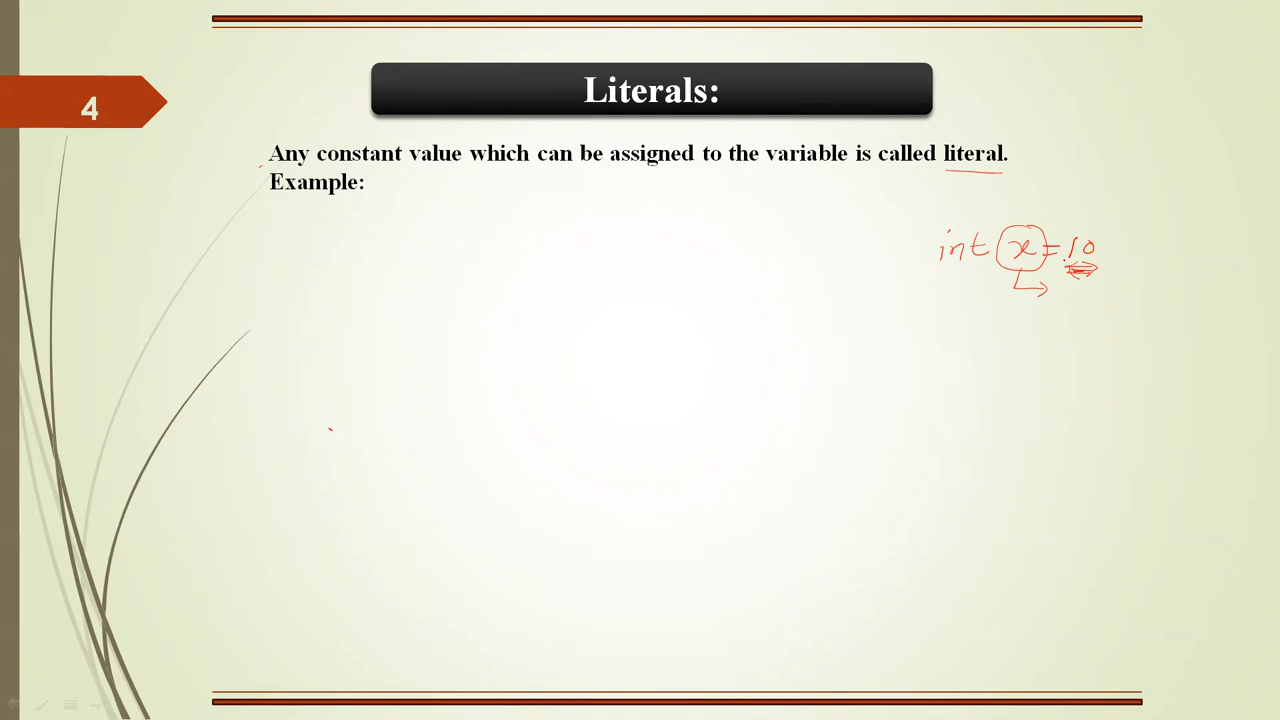 4
Literals:
Any constant value which can be assigned to the variable is called literal.
Example:
int x = 10